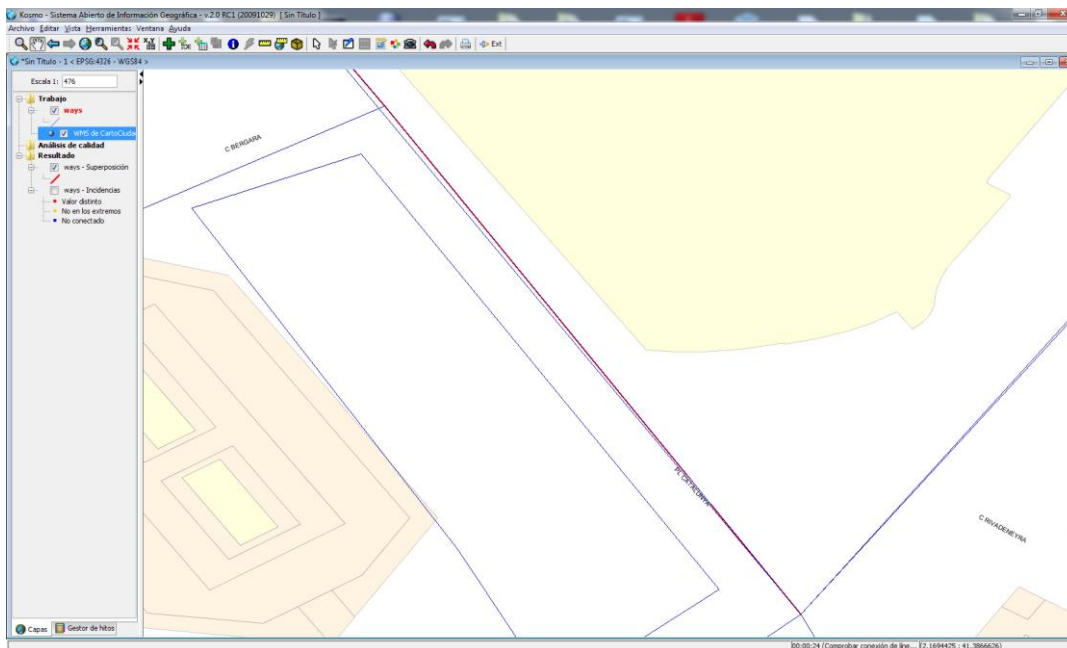 Kosmo - Sistema Abierto de Información Geográfica - v.2.0 RC1 (20091029) [ Sin Título ]
Archivo Editar Vista Herramientas Ventana Ayuda
Ext
*Sin Título - 1 < EPSG:4326 - WGS84 >
Escala 1: 476
Trabajo
ways
WMS de CartoCiuda
Análisis de calidad
Resultado
ways - Superposición
ways - Incidencias
Valor distinto
No en los extremos
No conectado
C BERGARA
PL CATALUNYA
C RIVADENEYRA
Capas
Gestor de hitos
00:00:24 (Comprobar conexión de líne... (2.1694425 : 41.3866626)